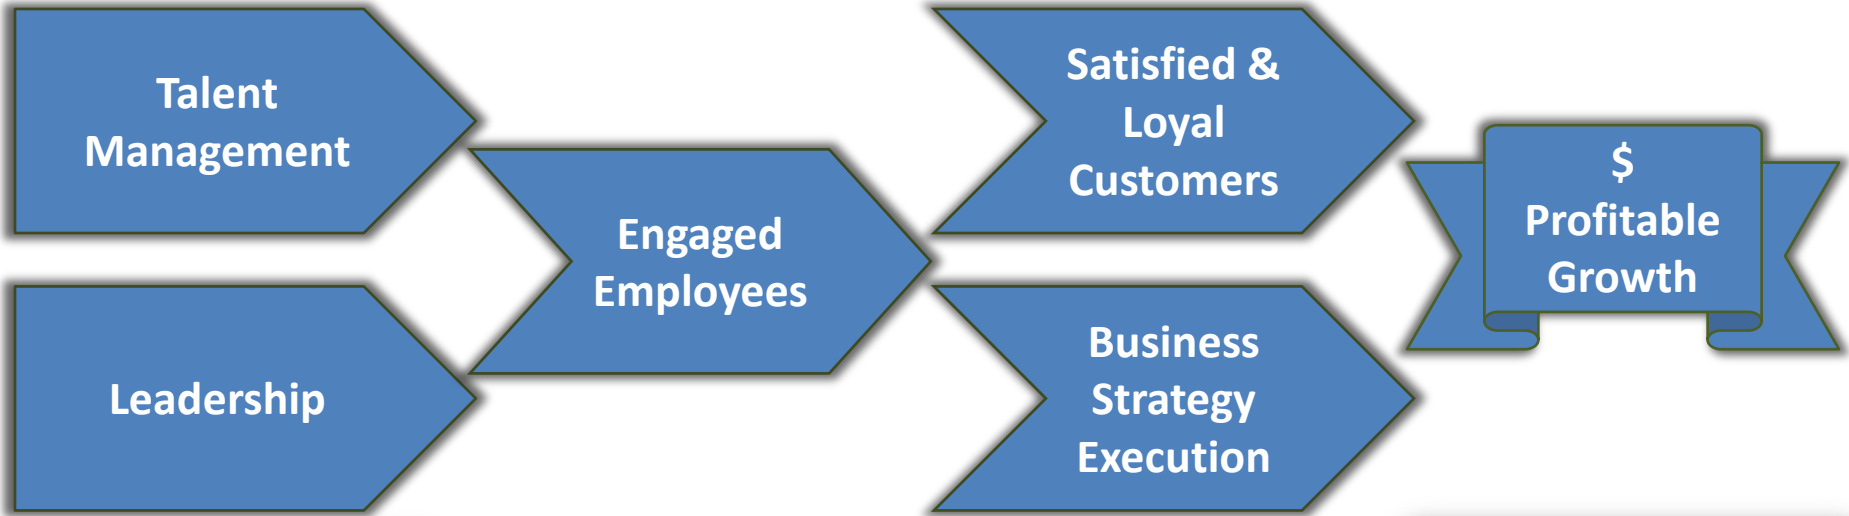 Talent
Management
Leadership
Engaged
Employees
Satisfied &
Loyal
Customers
Business
Strategy
Execution
$
Profitable
Growth